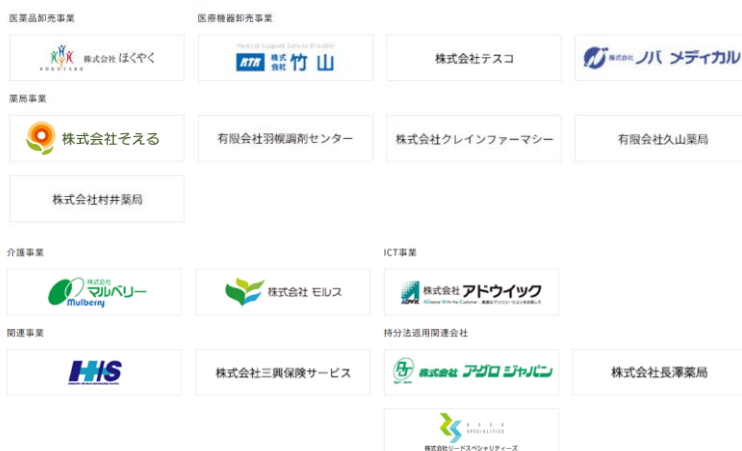 医薬品卸売事業
医療機器卸売事業
株式会社 ほくやく
HOKUYAKU
Medical Support Service Provider
株式会社 竹山
株式会社テスコ
株式会社 ノバ メディカル
薬局事業
株式会社そえる
有限会社羽幌調剤センター
株式会社クレインファーマシー
有限会社久山薬局
株式会社村井薬局
介護事業
ICT事業
株式会社
マルベリー
Mulberry
株式会社 モルス
株式会社 アドウイック
ADWIC
関連事業
持分法適用関連会社
HHS
株式会社三興保険サービス
株式会社 アグロ ジャパン
株式会社長澤薬局
REED
SPECIALITIES
株式会社リードスペシャリティーズ